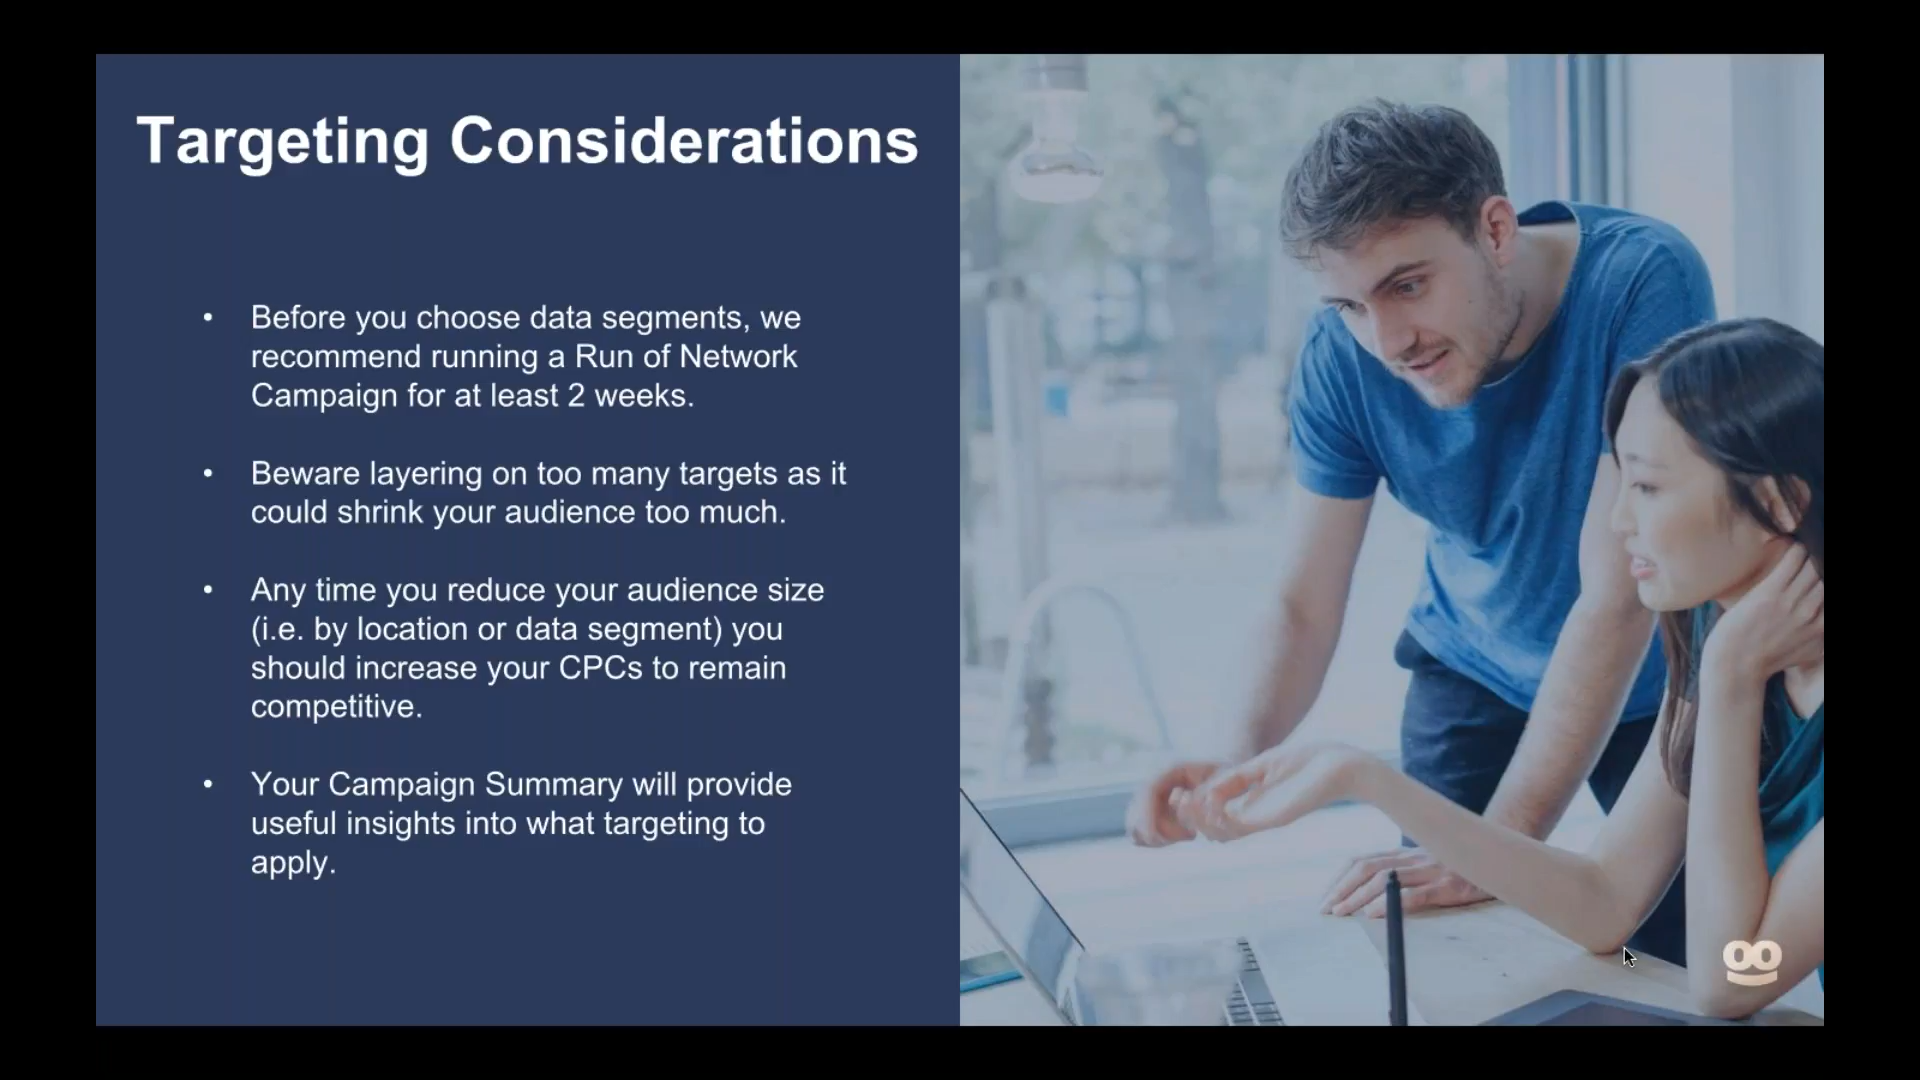 Targeting Considerations
• Before you choose data segments, we
recommend running a Run of Network
Campaign for at least 2 weeks.
• Beware layering on too many targets as it
could shrink your audience too much.
• Any time you reduce your audience size
(i.e. by location or data segment) you
should increase your CPCs to remain
competitive.
• Your Campaign Summary will provide
useful insights into what targeting to
apply.